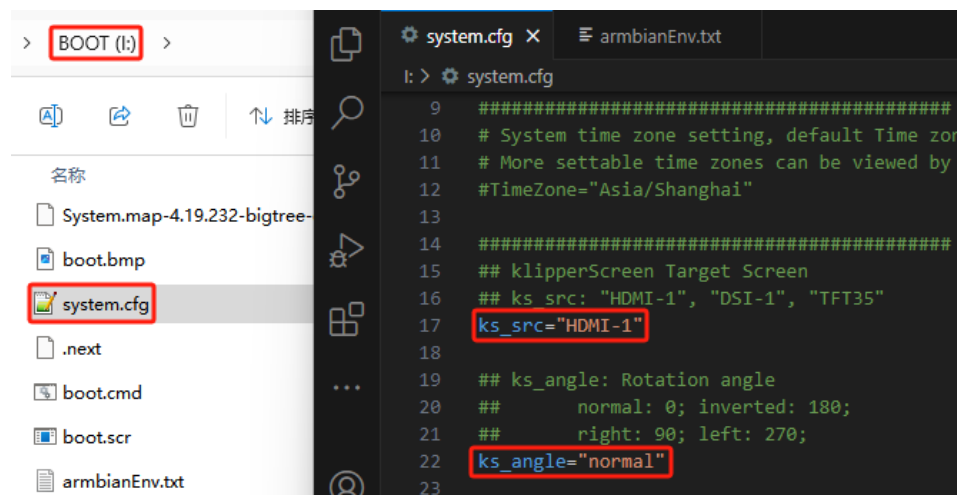 > BOOT (I:) >
排序
名称
System.map-4.19.232-bigtree-
boot.bmp
system.cfg
.next
boot.cmd
boot.scr
armbianEnv.txt
system.cfg ×
armbianEnv.txt
I: > system.cfg
9 ###########################################
10 # System time zone setting, default Time zon
11 # More settable time zones can be viewed by
12 #TimeZone="Asia/Shanghai"
13
14 ###########################################
15 ## klipperScreen Target Screen
16 ## ks_src: "HDMI-1", "DSI-1", "TFT35"
17 ks_src="HDMI-1"
18
19 ## ks_angle: Rotation angle
20 ## normal: 0; inverted: 180;
21 ## right: 90; left: 270;
22 ks_angle="normal"
23